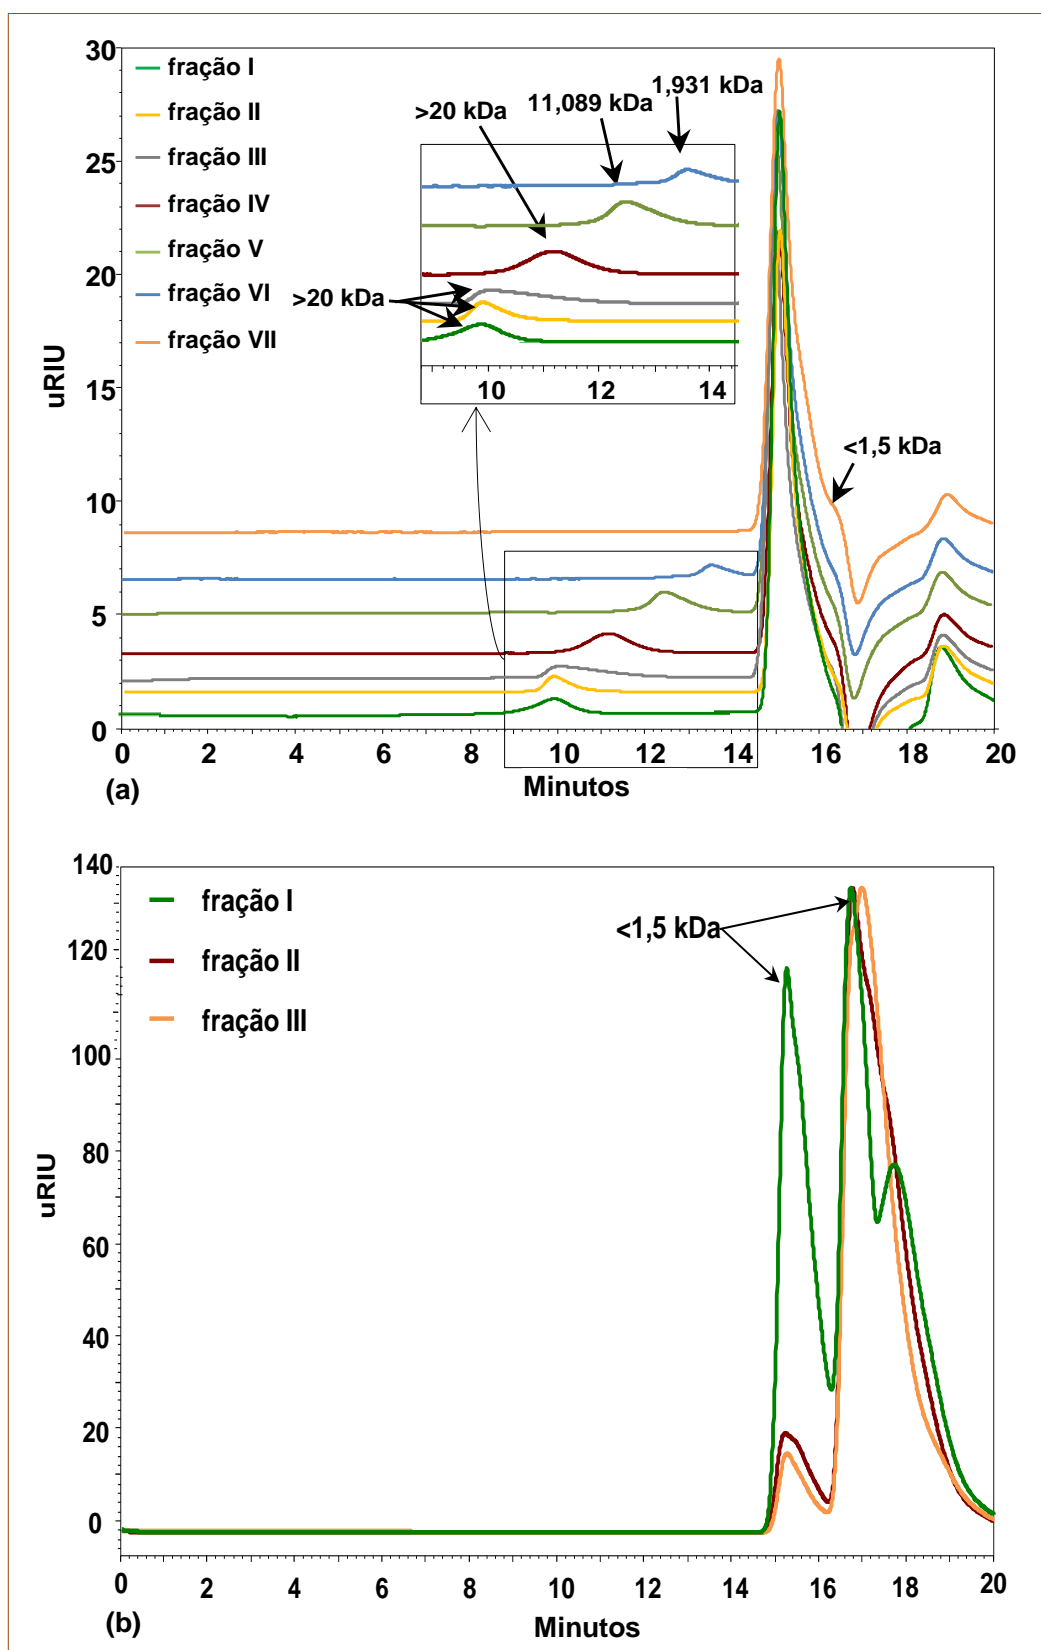 30
25
20
15
10
5
0
uRIU
fração I
fração II
fração III
fração IV
fração V
fração VI
fração VII
>20 kDa
11,089 kDa
1,931 kDa
>20 kDa
10 12 14
<1,5 kDa
0 2 4 6 8 10 12 14 16 18 20
Minutos
(a)
140
120
100
80
60
40
20
0
uRIU
fração I
fração II
fração III
<1,5 kDa
0 2 4 6 8 10 12 14 16 18 20
Minutos
(b)